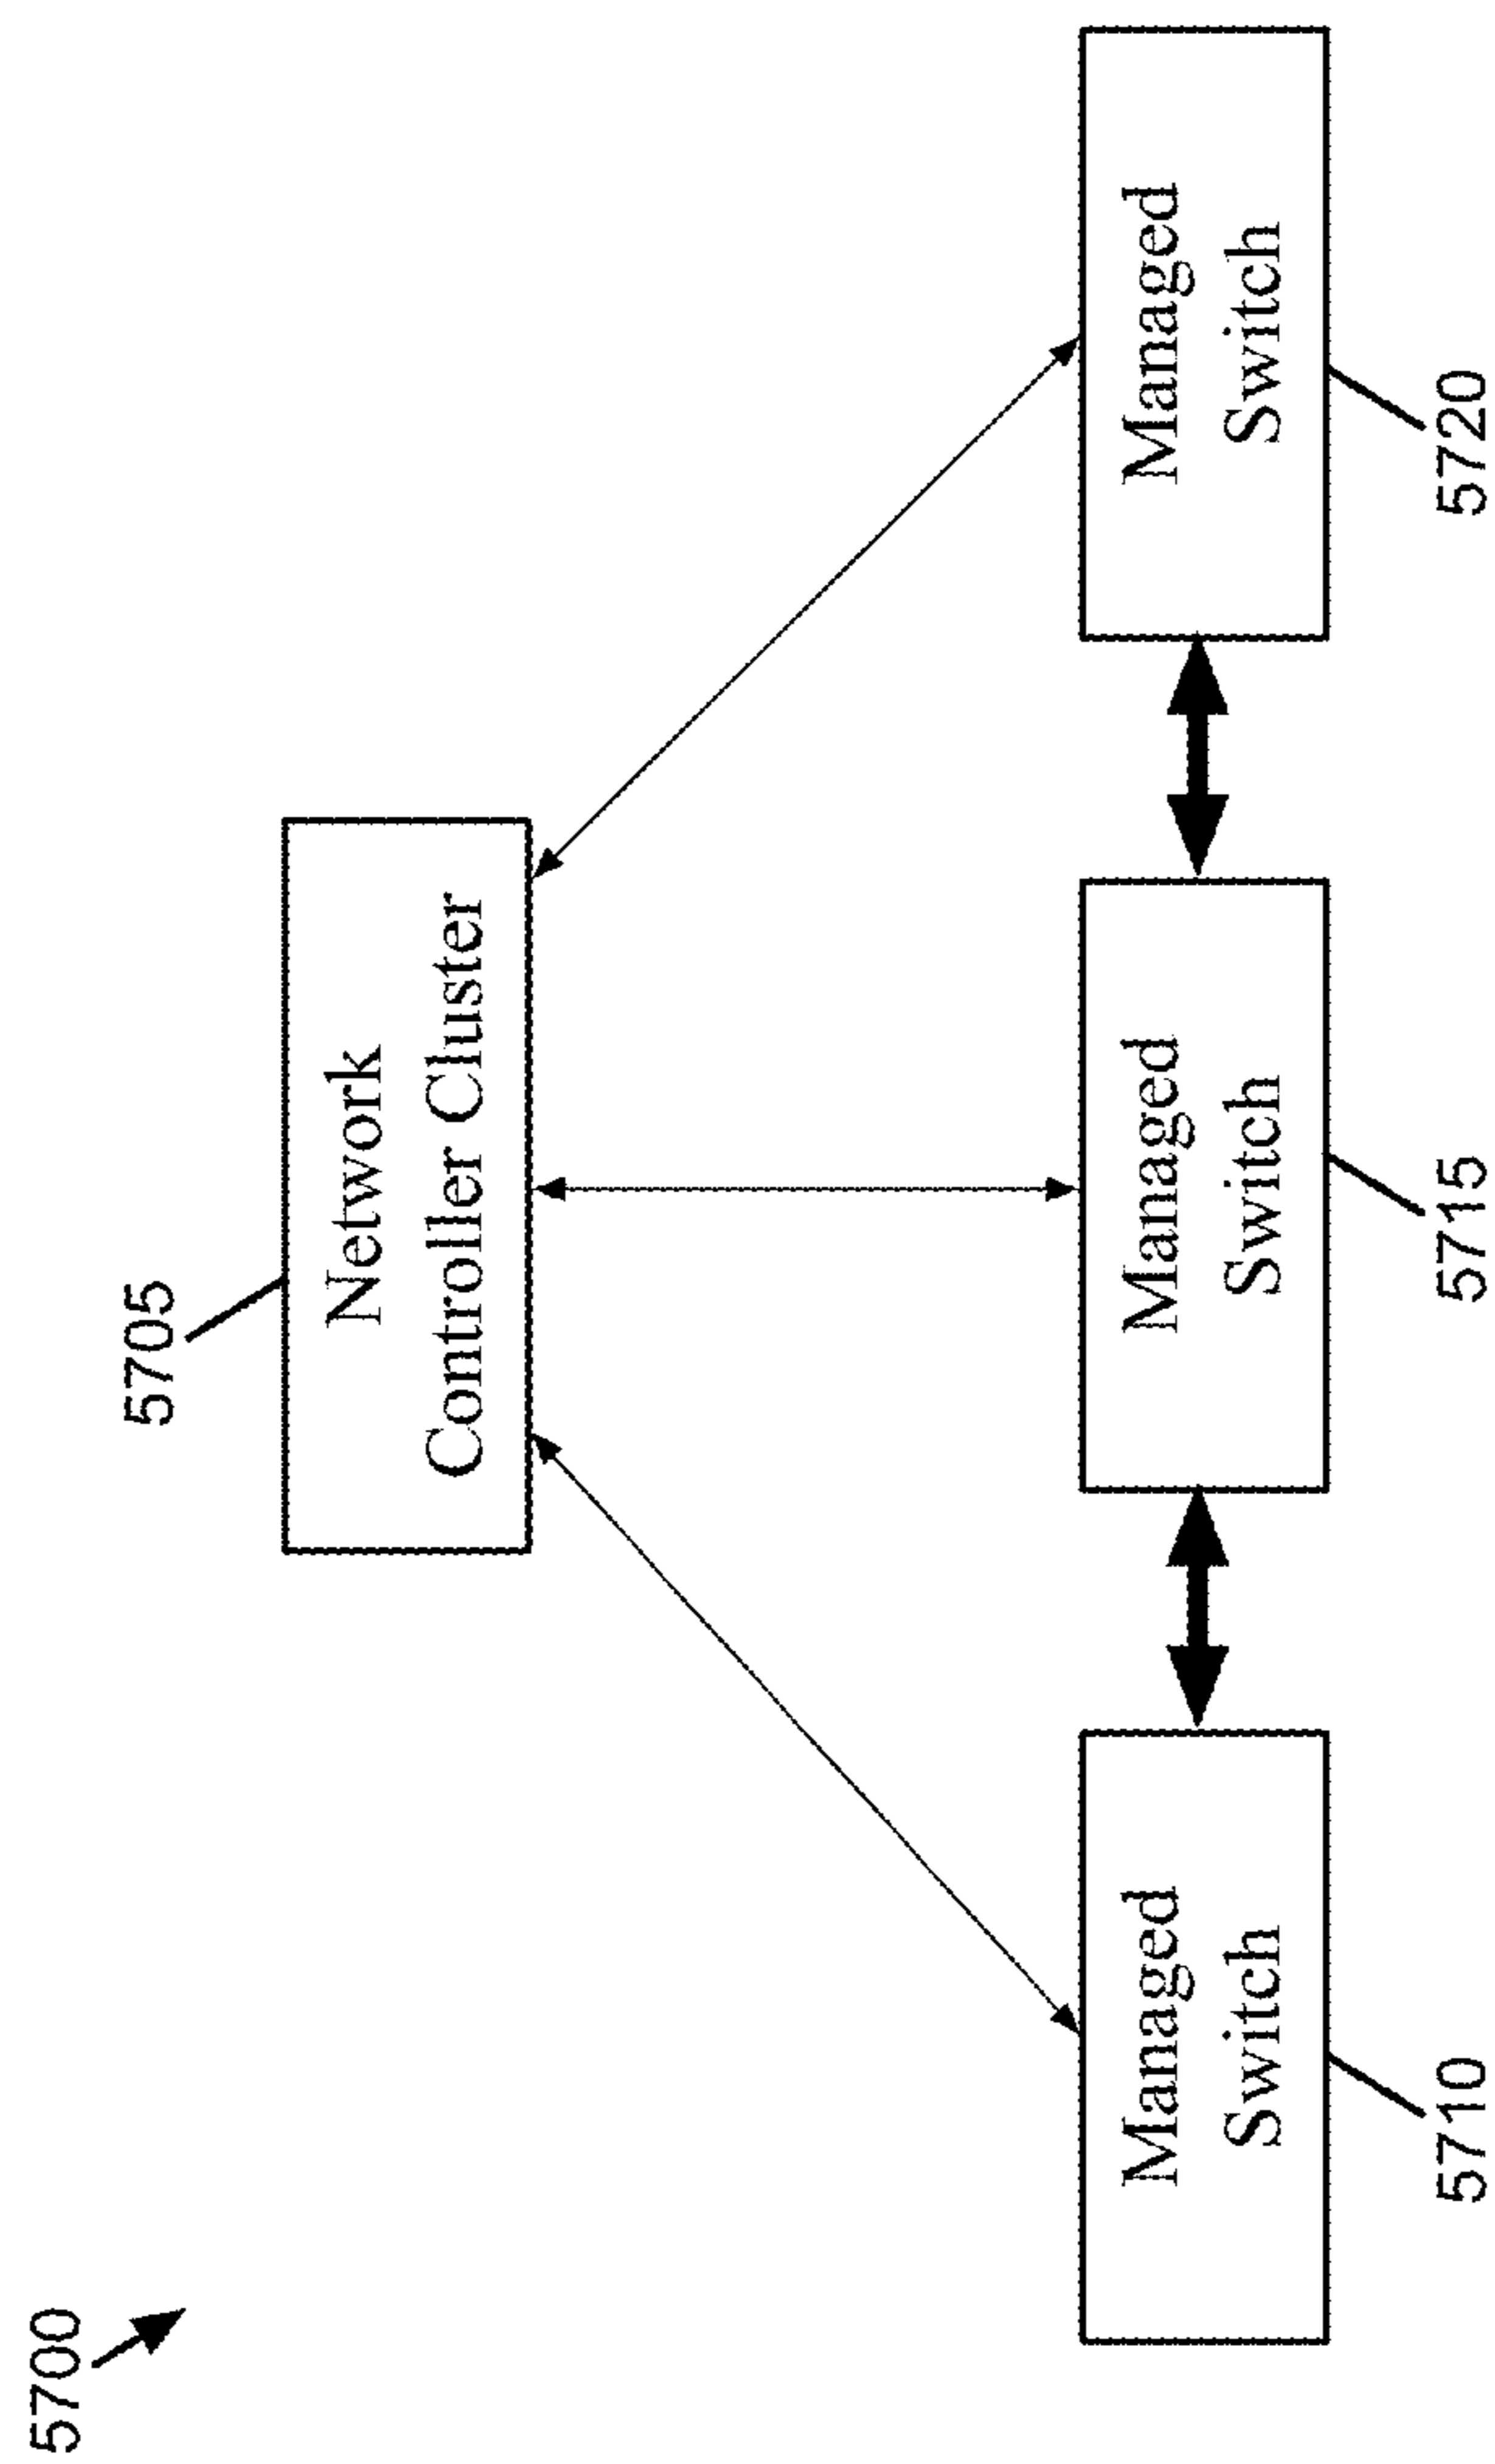 5700
5705
Network
Controller Cluster
Managed
Switch
5710
Managed
Switch
5715
Managed
Switch
5720